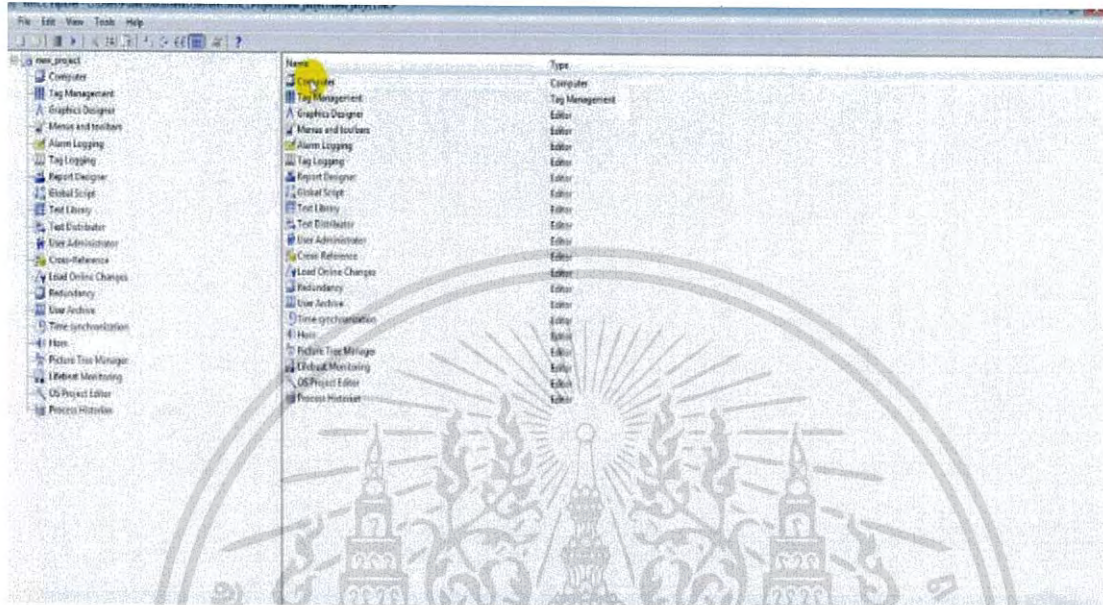 File Edit View Tools Help
new_project
Computer
Tag Management
Graphics Designer
Menus and toolbars
Alarm Logging
Tag Logging
Report Designer
Global Script
Text Library
Text Distributor
User Administrator
Cross-Reference
Load Online Changes
Redundancy
User Archive
Time synchronization
Horn
Picture Tree Manager
Lifebeat Monitoring
OS Project Editor
Process Historian
Name Type
Computer Computer
Tag Management Tag Management
Graphics Designer Editor
Menus and toolbars Editor
Alarm Logging Editor
Tag Logging Editor
Report Designer Editor
Global Script Editor
Text Library Editor
Text Distributor Editor
User Administrator Editor
Cross-Reference Editor
Load Online Changes Editor
Redundancy Editor
User Archive Editor
Time synchronization Editor
Horn Editor
Picture Tree Manager Editor
Lifebeat Monitoring Editor
OS Project Editor Editor
Process Historian Editor